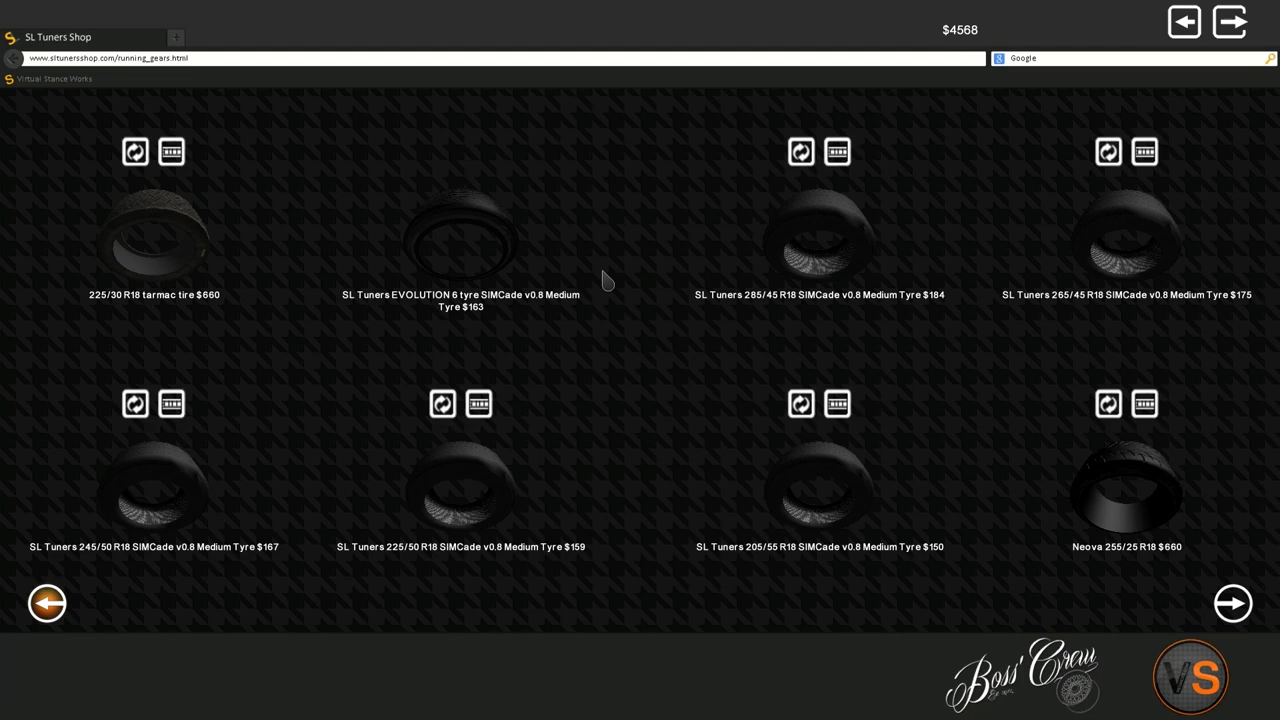 SL Tuners Shop
$4568
www.sltunersshop.com/running_gears.html
Google
Virtual Stance Works
225/30 R18 tarmac tire $660
SL Tuners EVOLUTION 6 tyre SIMCade v0.8 Medium
Tyre $163
SL Tuners 285/45 R18 SIMCade v0.8 Medium Tyre $184
SL Tuners 265/45 R18 SIMCade v0.8 Medium Tyre $175
SL Tuners 245/50 R18 SIMCade v0.8 Medium Tyre $167
SL Tuners 225/50 R18 SIMCade v0.8 Medium Tyre $159
SL Tuners 205/55 R18 SIMCade v0.8 Medium Tyre $150
Neova 255/25 R18 $660
Boss' Crew
VS